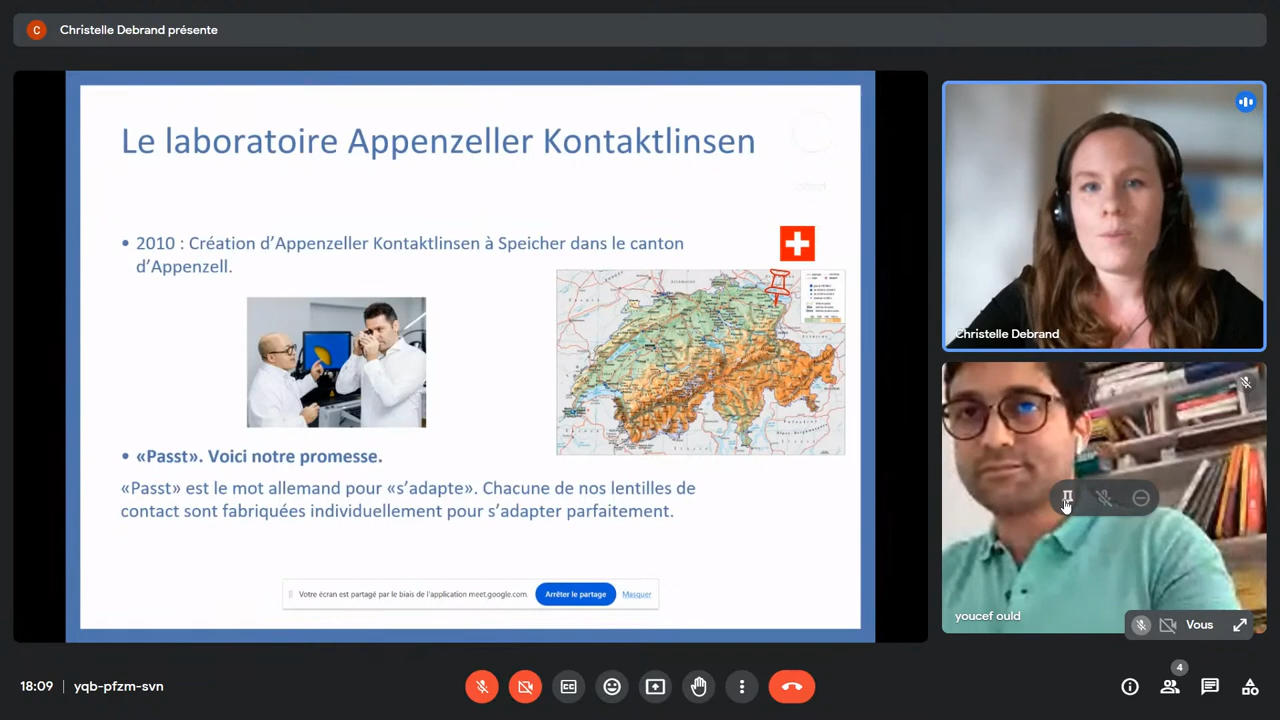 C Christelle Debrand présente
Le laboratoire Appenzeller Kontaktlinsen
• 2010 : Création d’Appenzeller Kontaktlinsen à Speicher dans le canton
d’Appenzell.
• «Passt». Voici notre promesse.
«Passt» est le mot allemand pour «s’adapte». Chacune de nos lentilles de
contact sont fabriquées individuellement pour s’adapter parfaitement.
Votre écran est partagé par le biais de l'application meet.google.com. Arrêter le partage Masquer
Christelle Debrand
youcef ould
Vous
18:09 | yqb-pfzm-svn
CC
4